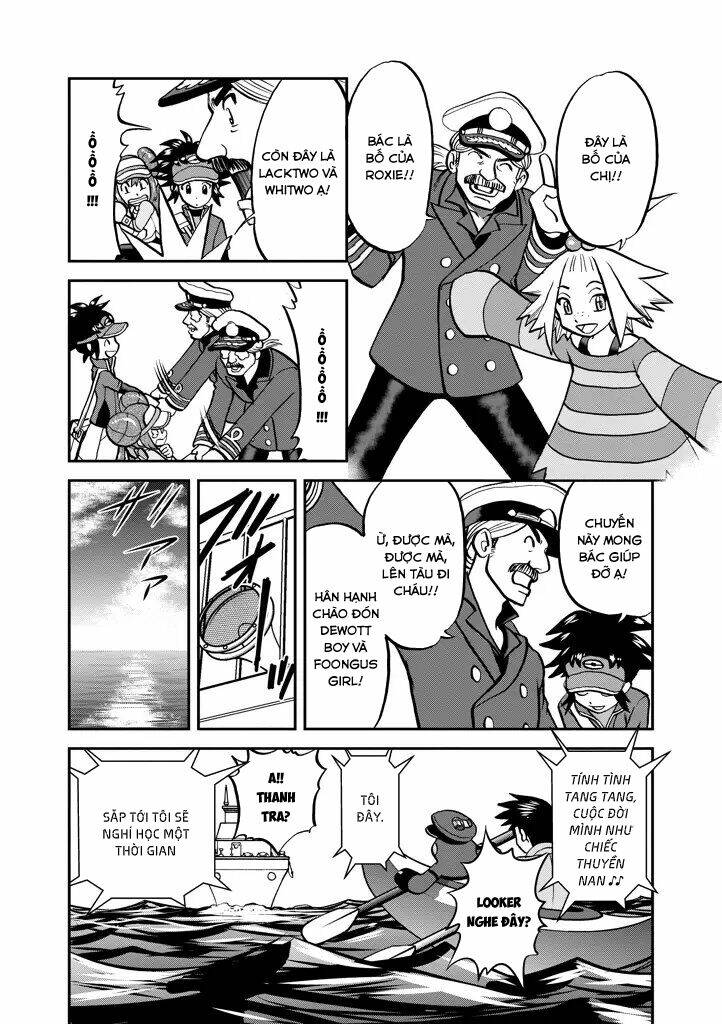 ĐÂY LÀ
BỐ CỦA
CHỊ!!
BÁC LÀ
BỐ CỦA
ROXIE!!
CÒN ĐÂY LÀ
LACKTWO VÀ
WHITWO Ạ!
Ồ
Ồ
Ồ
!!!
Ồ
Ồ
Ồ
Ồ
!!!
CHUYẾN
NÀY MONG
BÁC GIÚP
ĐỠ Ạ!
Ừ, ĐƯỢC MÀ,
ĐƯỢC MÀ,
LÊN TÀU ĐI
CHÁU!!
HÂN HẠNH
CHÀO ĐÓN
DEWOTT
BOY VÀ
FOONGUS
GIRL!
TÍNH TÌNH
TANG TANG,
CUỘC ĐỜI
MÌNH NHƯ
CHIẾC
THUYỀN
NAN ♪♪
LOOKER
NGHE ĐÂY?
TÔI
ĐÂY.
A!!
THANH
TRA?
SẮP TỚI TÔI SẼ
NGHỈ HỌC MỘT
THỜI GIAN